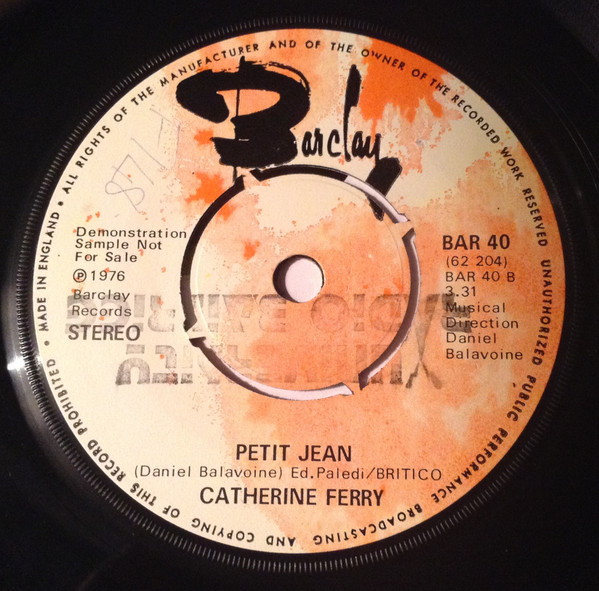 MADE IN ENGLAND • ALL RIGHTS OF THE MANUFACTURER AND OF THE OWNER OF THE RECORDED WORK RESERVED
UNAUTHORIZED PUBLIC PERFORMANCE BROADCASTING AND COPYING OF THIS RECORD PROHIBITED •
Barclay
Demonstration
Sample Not
For Sale
℗ 1976
Barclay
Records
STEREO
BAR 40
(62 204)
BAR 40 B
3.31
Musical
Direction
Daniel
Balavoine
PETIT JEAN
(Daniel Balavoine) Ed. Paledi/BRITICO
CATHERINE FERRY